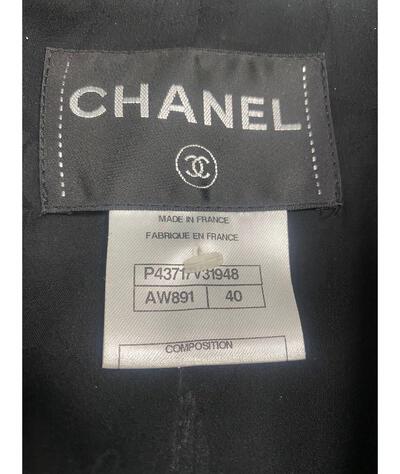 CHANEL
MADE IN FRANCE
FABRIQUE EN FRANCE
P43717V31948
AW891 40
COMPOSITION